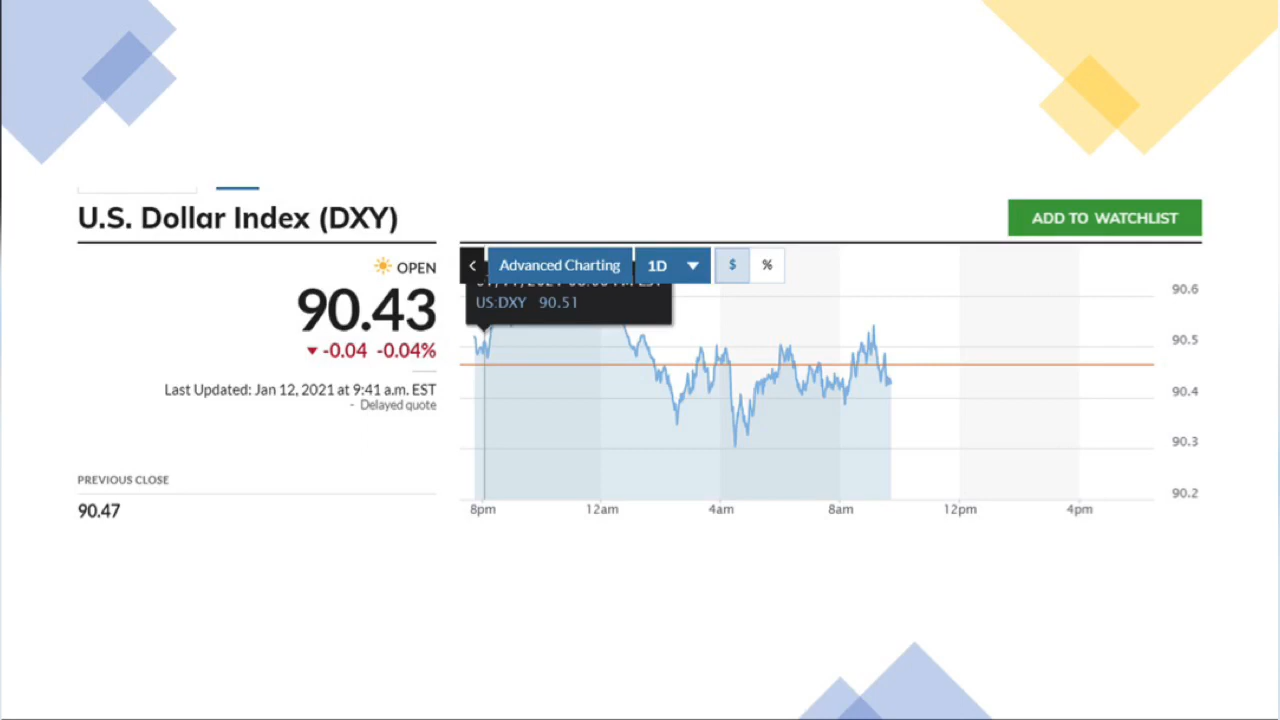 U.S. Dollar Index (DXY)
ADD TO WATCHLIST
OPEN
90.43
-0.04 -0.04%
Last Updated: Jan 12, 2021 at 9:41 a.m. EST
- Delayed quote
PREVIOUS CLOSE
90.47
< Advanced Charting 1D $ %
US:DXY 90.51
90.6
90.5
90.4
90.3
90.2
8pm 12am 4am 8am 12pm 4pm